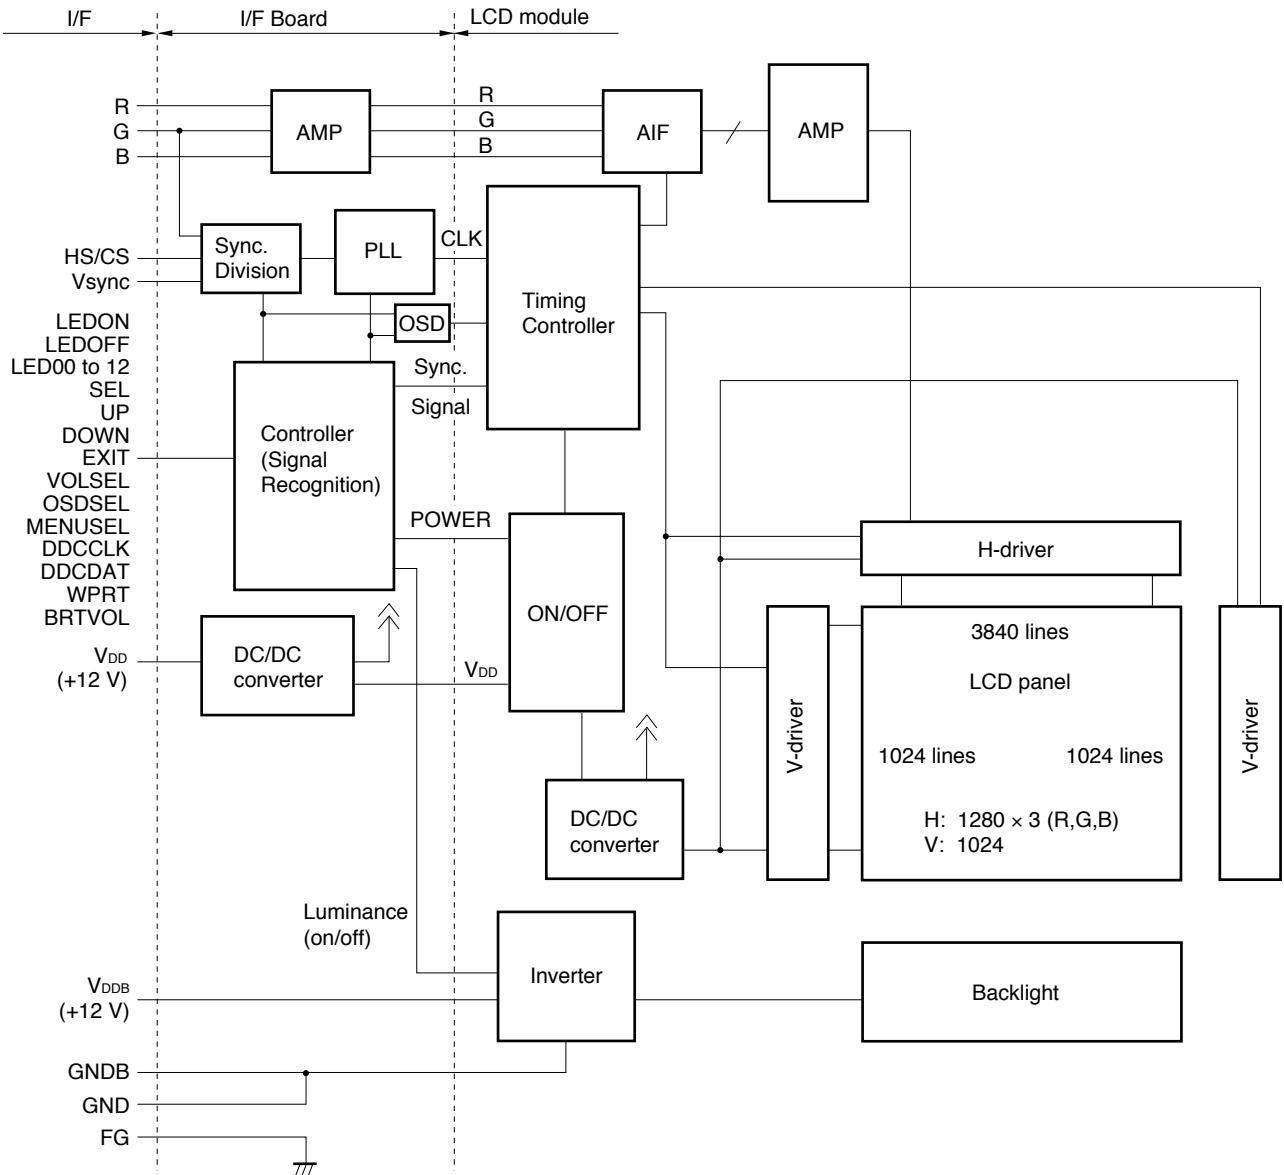 I/F
I/F Board
LCD module
R
G
B
AMP
R
G
B
AIF
AMP
HS/CS
Vsync
Sync.
Division
PLL
CLK
OSD
Timing
Controller
LEDON
LEDOFF
LED00 to 12
SEL
UP
DOWN
EXIT
VOLSEL
OSDSEL
MENUSEL
DDCCLK
DDCDAT
WPRT
BRTVOL
Controller
(Signal
Recognition)
Sync.
Signal
POWER
ON/OFF
H-driver
VDD
(+12 V)
DC/DC
converter
VDD
DC/DC
converter
V-driver
3840 lines
LCD panel
1024 lines
1024 lines
H: 1280 × 3 (R,G,B)
V: 1024
V-driver
Luminance
(on/off)
Inverter
Backlight
VDDB
(+12 V)
GNDB
GND
FG